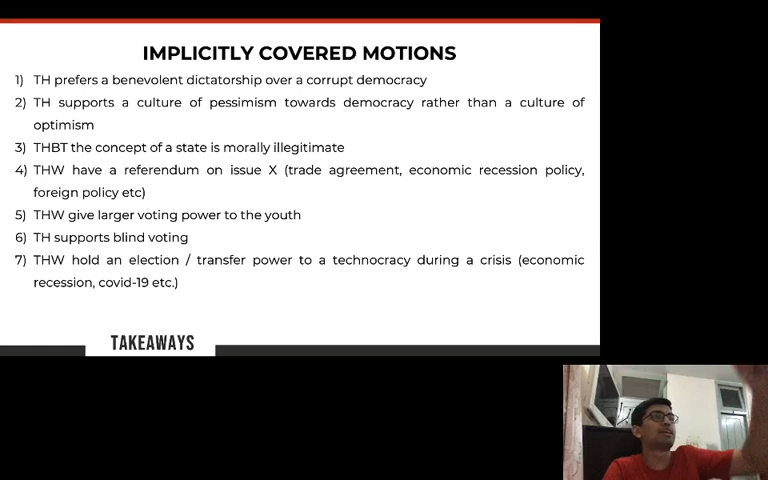 IMPLICITLY COVERED MOTIONS
1) TH prefers a benevolent dictatorship over a corrupt democracy
2) TH supports a culture of pessimism towards democracy rather than a culture of
optimism
3) THBT the concept of a state is morally illegitimate
4) THW have a referendum on issue X (trade agreement, economic recession policy,
foreign policy etc)
5) THW give larger voting power to the youth
6) TH supports blind voting
7) THW hold an election / transfer power to a technocracy during a crisis (economic
recession, covid-19 etc.)
TAKEAWAYS